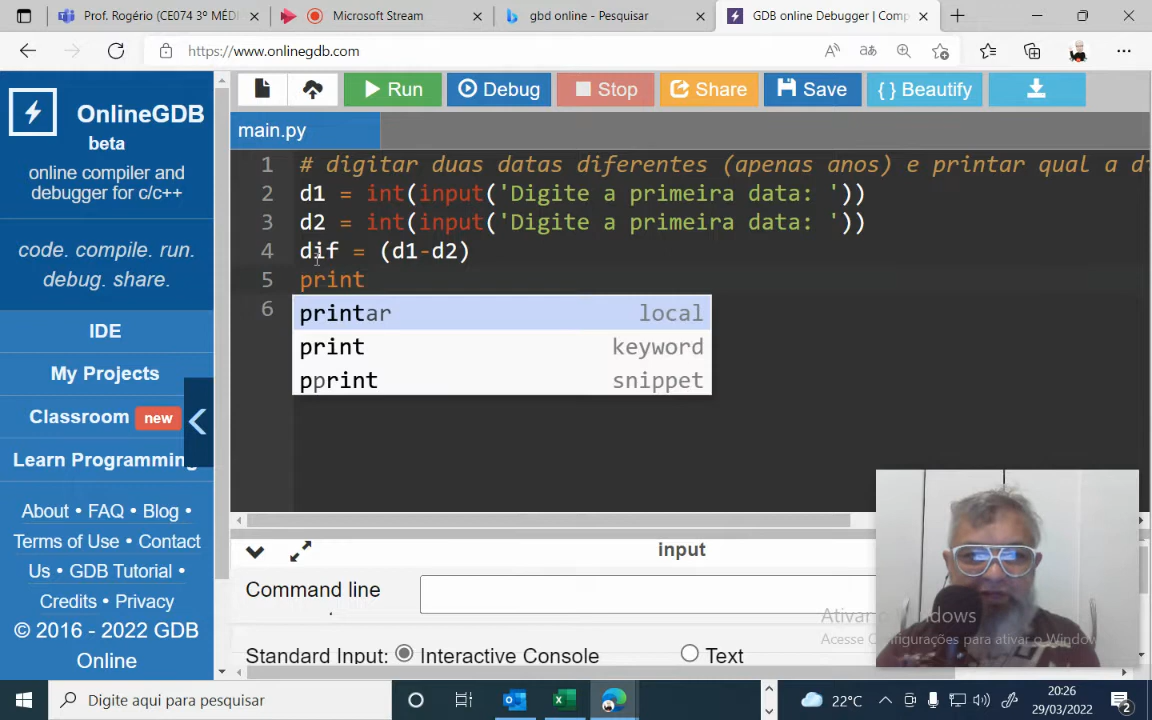 Prof. Rogério (CE074 3º MÉD
Microsoft Stream
gbd online - Pesquisar
GDB online Debugger | Comp
https://www.onlinegdb.com
OnlineGDB
beta
online compiler and
debugger for c/c++
code. compile. run.
debug. share.
IDE
My Projects
Classroom new
Learn Programming
About • FAQ • Blog •
Terms of Use • Contact
Us • GDB Tutorial •
Credits • Privacy
© 2016 - 2022 GDB
Online
Run
Debug
Stop
Share
Save
{ } Beautify
main.py
1 # digitar duas datas diferentes (apenas anos) e printar qual a d
2 d1 = int(input('Digite a primeira data: '))
3 d2 = int(input('Digite a primeira data: '))
4 dif = (d1-d2)
5 print
6
printar local
print keyword
pprint snippet
input
Command line
Standard Input: Interactive Console Text
Ativar o Windows
Acesse Configurações para ativar o Windows
Digite aqui para pesquisar
22°C
20:26
29/03/2022
2